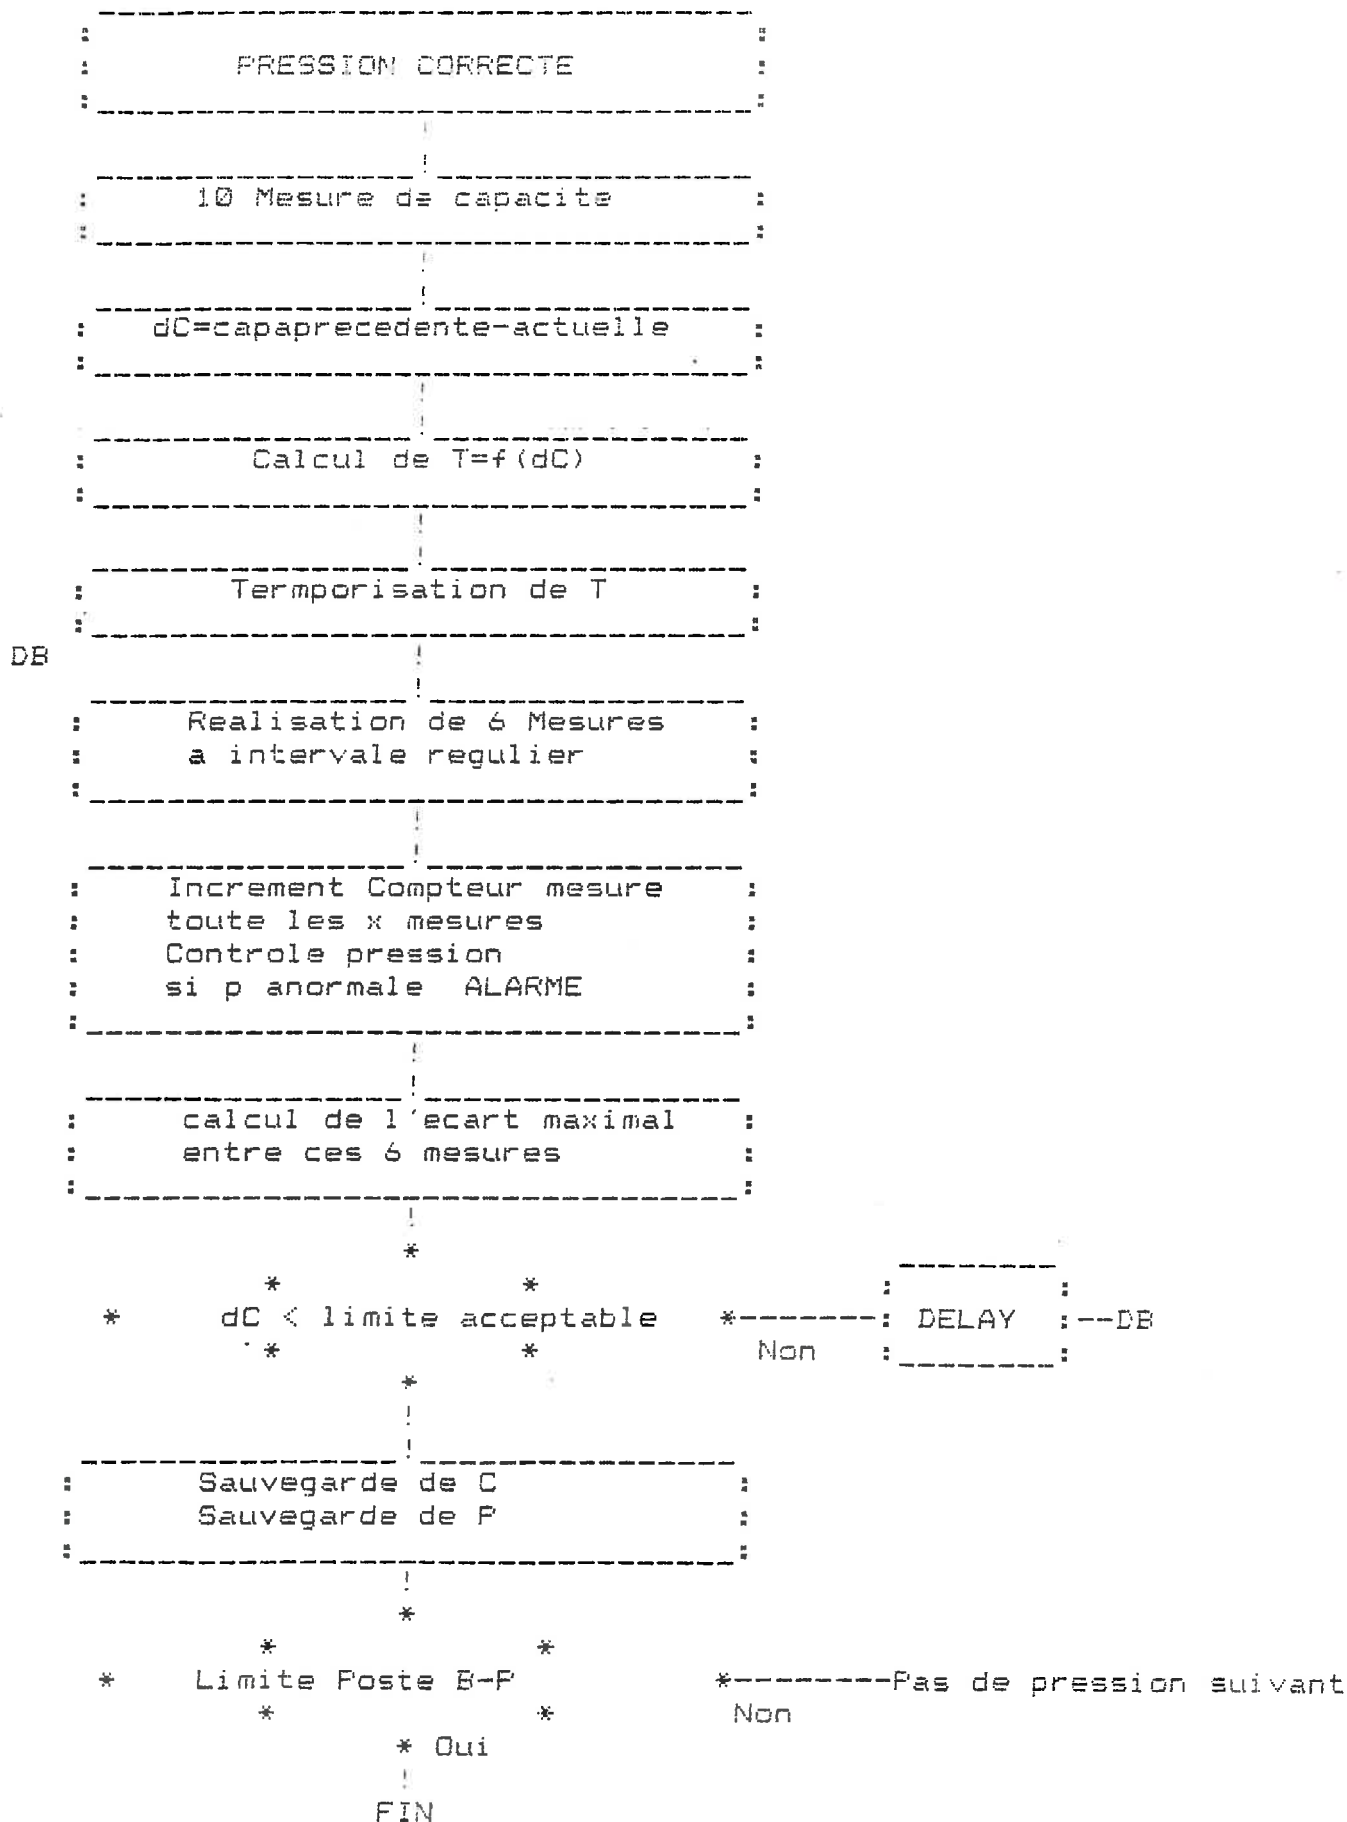 PRESSION CORRECTE
10 Mesure de capacite
dC=capaprecedente-actuelle
Calcul de T=f(dC)
Termporisation de T
DB
Realisation de 6 Mesures
a intervale regulier
Increment Compteur mesure
toute les x mesures
Controle pression
si p anormale ALARME
calcul de l'ecart maximal
entre ces 6 mesures
dC < limite acceptable
Non
DELAY
--DB
Sauvegarde de C
Sauvegarde de P
Limite Poste B-P
Non
Pas de pression suivant
Oui
FIN